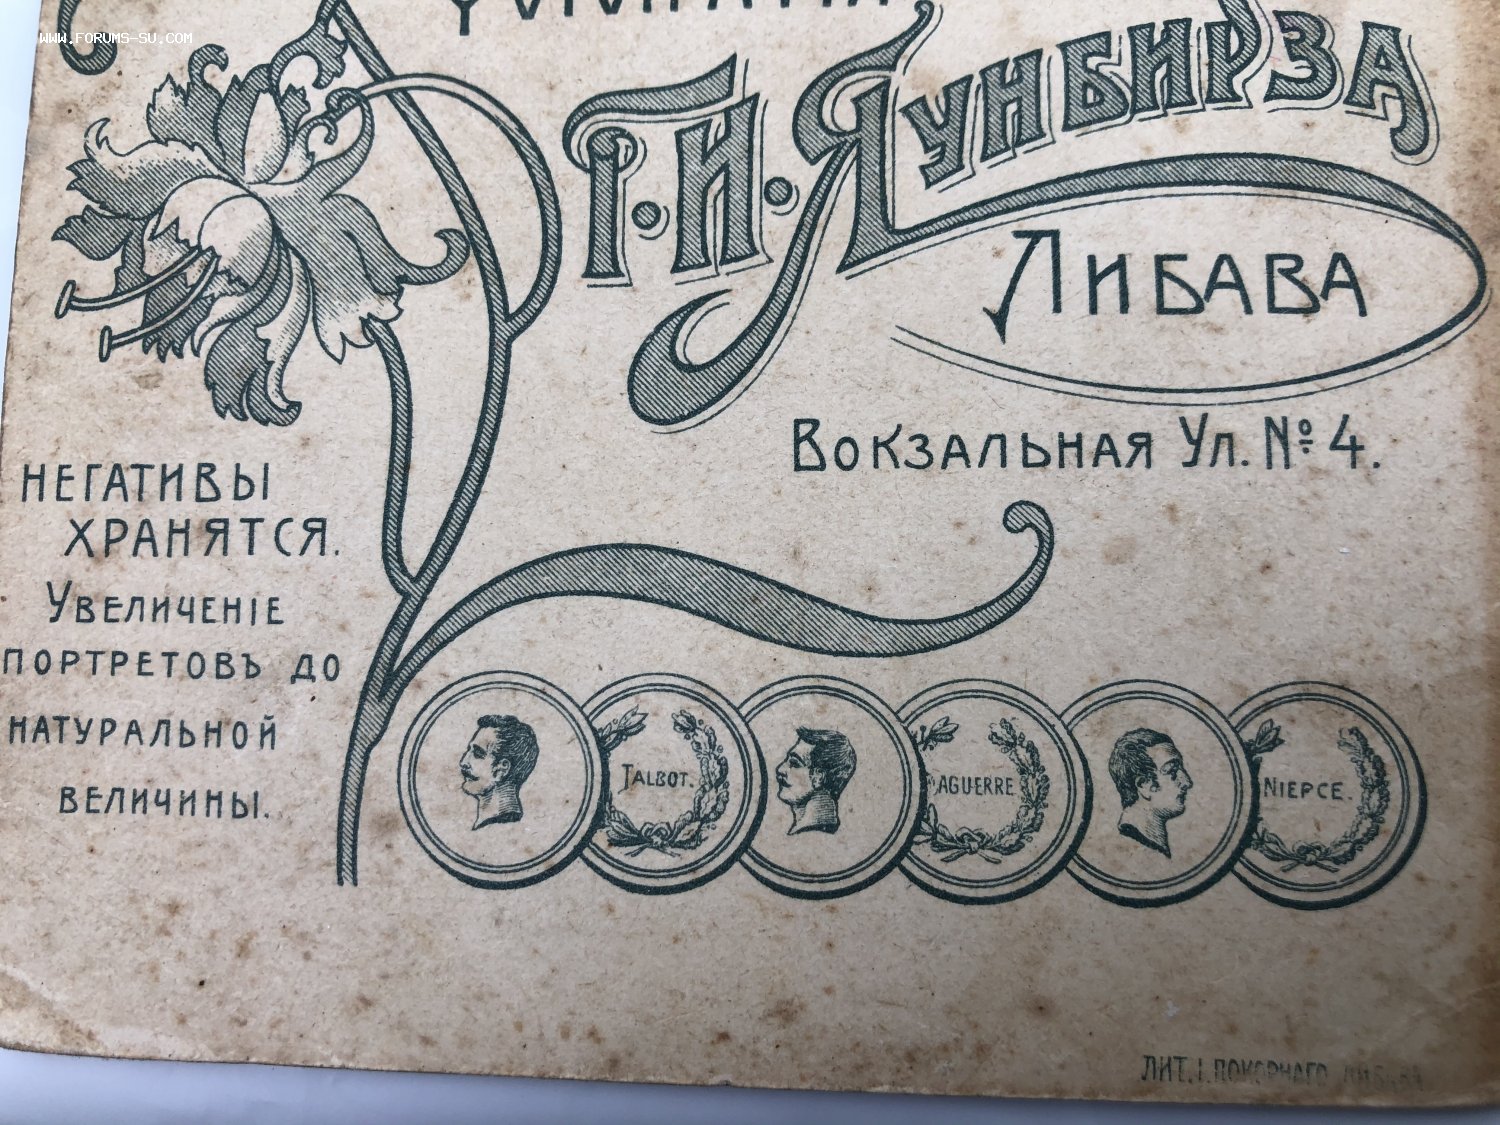 WWW.FORUMS-SU.COM
Г. И. ЯУНБИРЗА
ЛИБАВА
ВОКЗАЛЬНАЯ УЛ. № 4.
НЕГАТИВЫ
ХРАНЯТСЯ.
УВЕЛИЧЕНІЕ
ПОРТРЕТОВЪ ДО
НАТУРАЛЬНОЙ
ВЕЛИЧИНЫ.
TALBOT.
AGUERRE
NIEPCE.
ЛИТ. І. ПОКОРНАГО ЛИБАВА